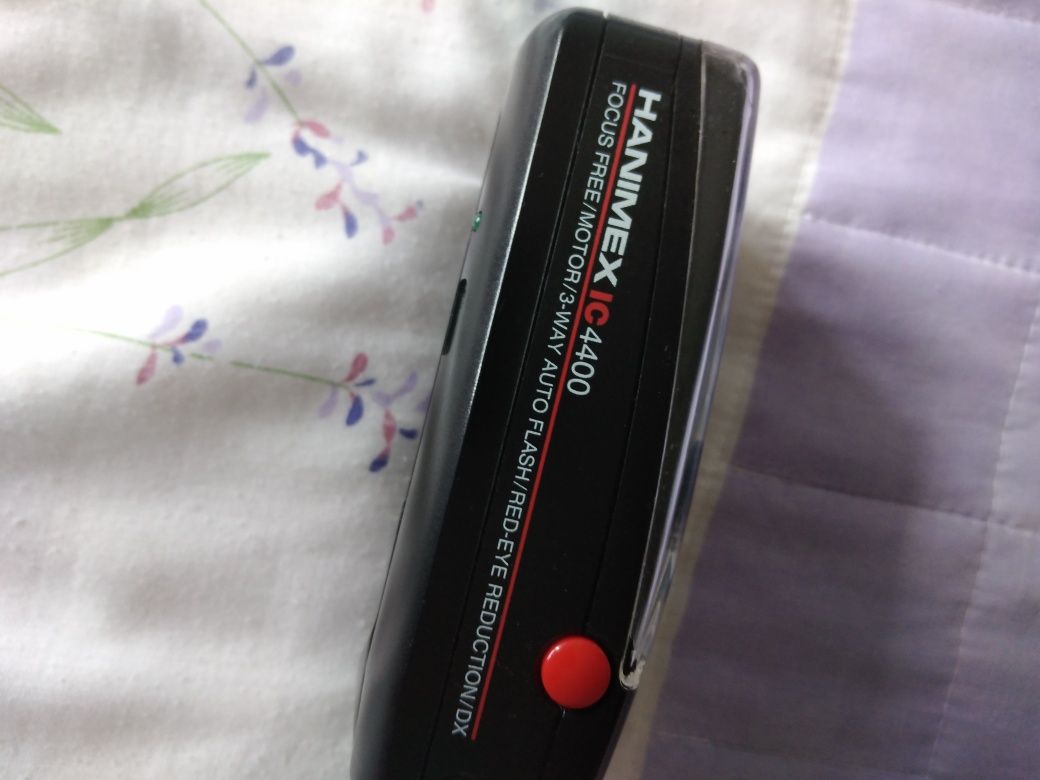 HANIMEX IC 4400
FOCUS FREE/MOTOR/3-WAY AUTO FLASH/RED-EYE REDUCTION/DX